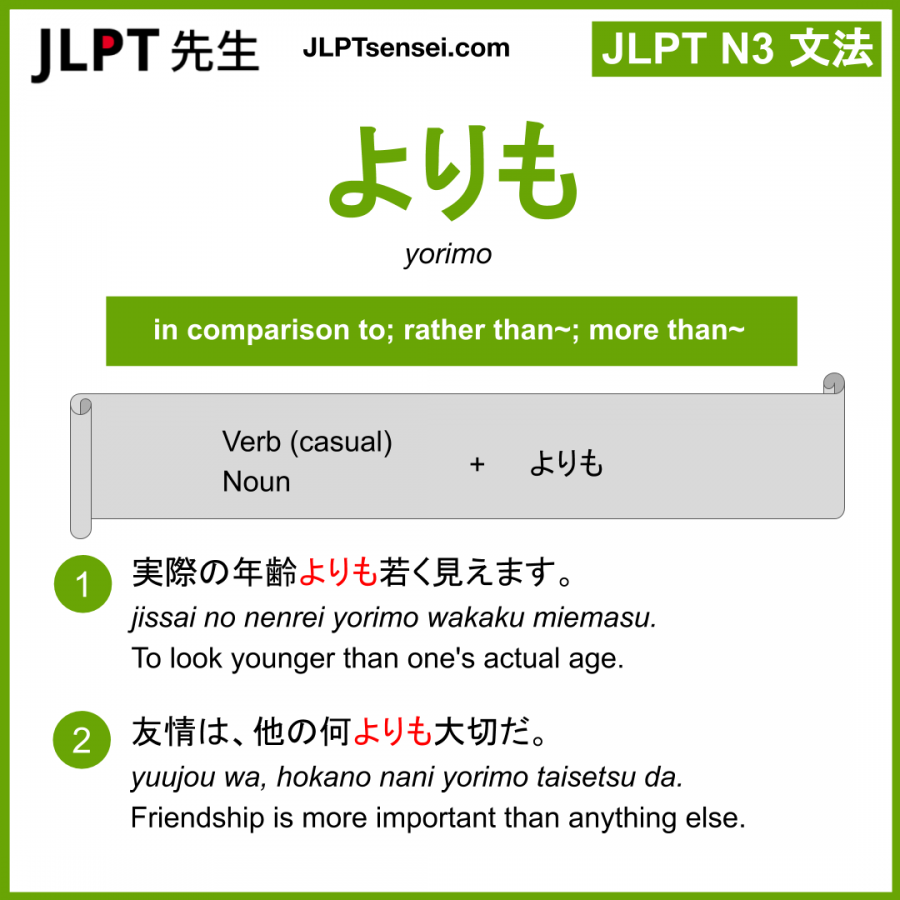 JLPT 先生
JLPTsensei.com
JLPT N3 文法
よりも
yorimo
in comparison to; rather than~; more than~
Verb (casual)
Noun
+ よりも
1
実際の年齢よりも若く見えます。
jissai no nenrei yorimo wakaku miemasu.
To look younger than one's actual age.
2
友情は、他の何よりも大切だ。
yuujou wa, hokano nani yorimo taisetsu da.
Friendship is more important than anything else.